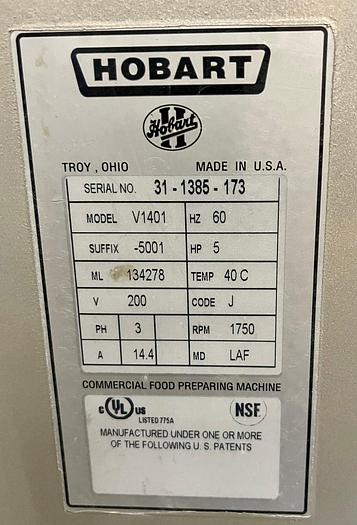 HOBART
Hobart
TROY, OHIO MADE IN U.S.A.
SERIAL NO. 31-1385-173
MODEL V1401 HZ 60
SUFFIX -5001 HP 5
ML 134278 TEMP 40 C
V 200 CODE J
PH 3 RPM 1750
A 14.4 MD LAF
COMMERCIAL FOOD PREPARING MACHINE
C UL US NSF
LISTED 775A
MANUFACTURED UNDER ONE OR MORE
OF THE FOLLOWING U.S. PATENTS